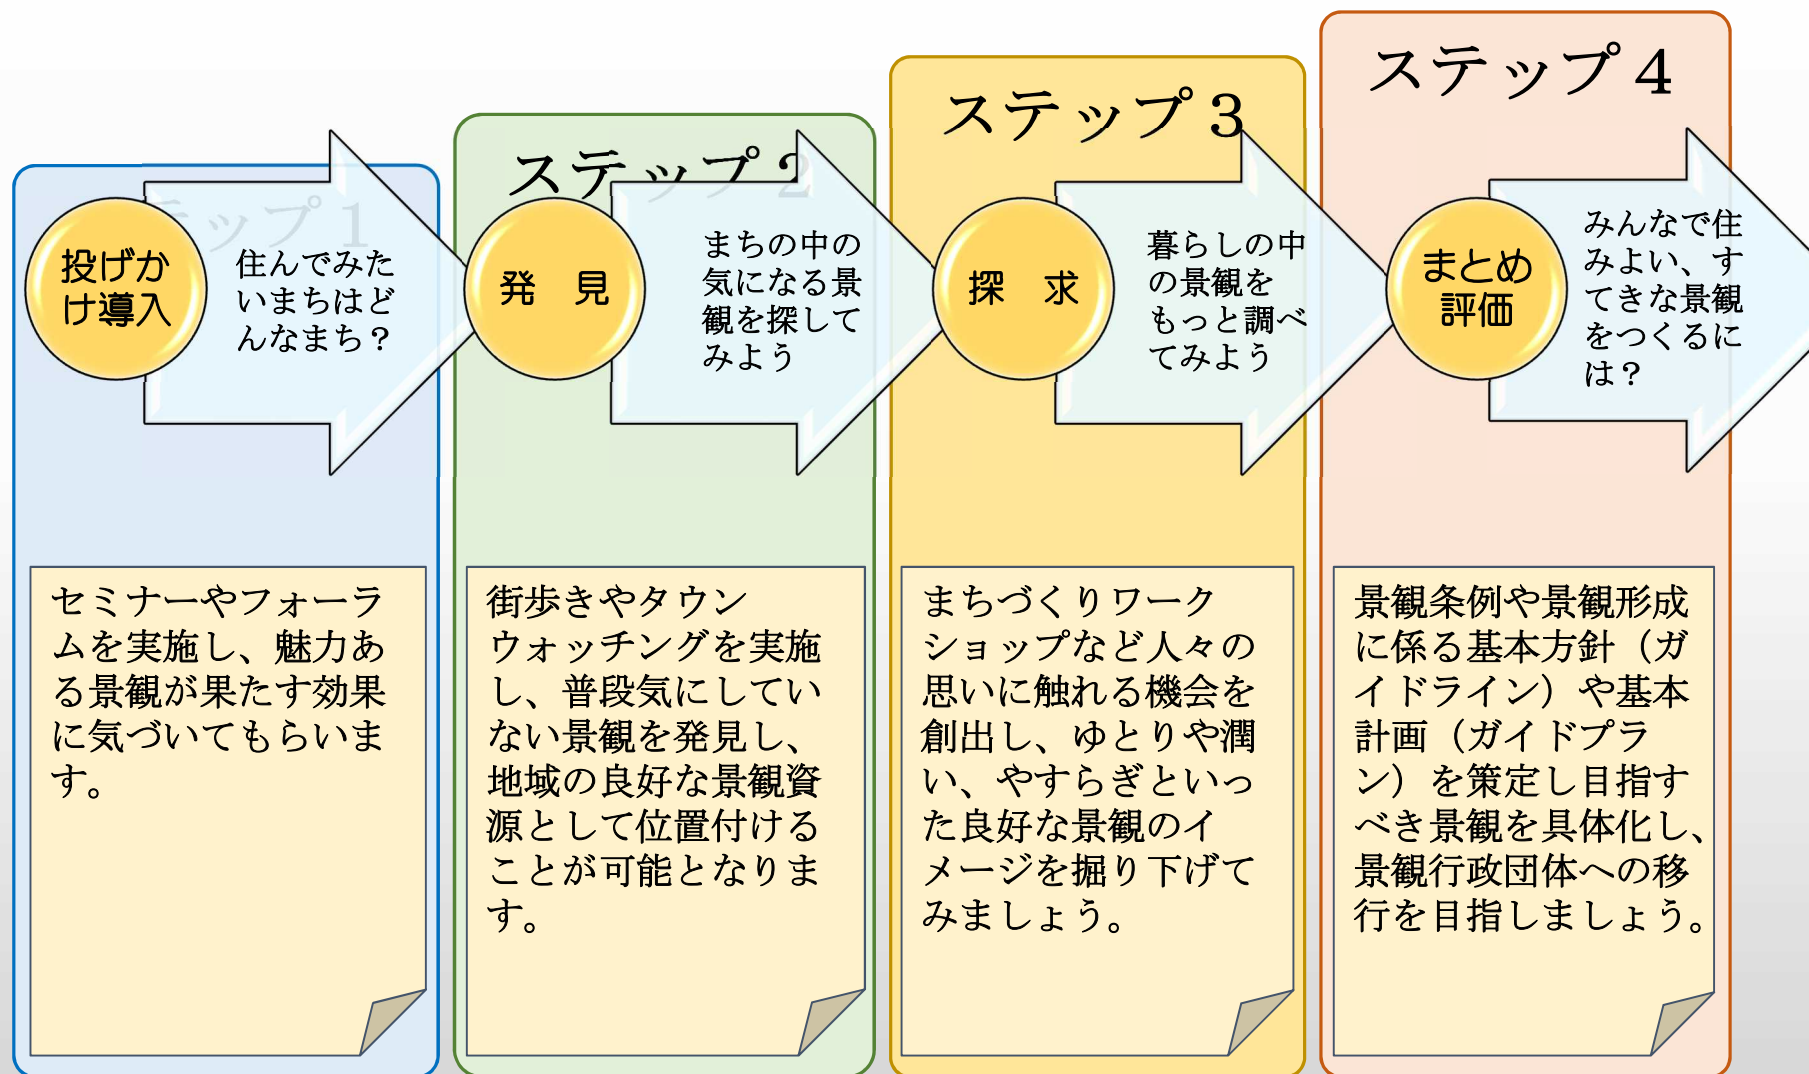 ステップ１
投げか
け導入
住んでみた
いまちはど
んなまち？
セミナーやフォーラ
ムを実施し、魅力あ
る景観が果たす効果
に気づいてもらいま
す。
ステップ２
発　見
まちの中の
気になる景
観を探して
みよう
街歩きやタウン
ウォッチングを実施
し、普段気にしてい
ない景観を発見し、
地域の良好な景観資
源として位置付ける
ことが可能となりま
す。
ステップ３
探　求
暮らしの中
の景観を
もっと調べ
てみよう
まちづくりワーク
ショップなど人々の
思いに触れる機会を
創出し、ゆとりや潤
い、やすらぎといっ
た良好な景観のイ
メージを掘り下げて
みましょう。
ステップ４
まとめ
評価
みんなで住
みよい、す
てきな景観
をつくるに
は？
景観条例や景観形成
に係る基本方針（ガ
イドライン）や基本
計画（ガイドプラ
ン）を策定し目指す
べき景観を具体化し、
景観行政団体への移
行を目指しましょう。